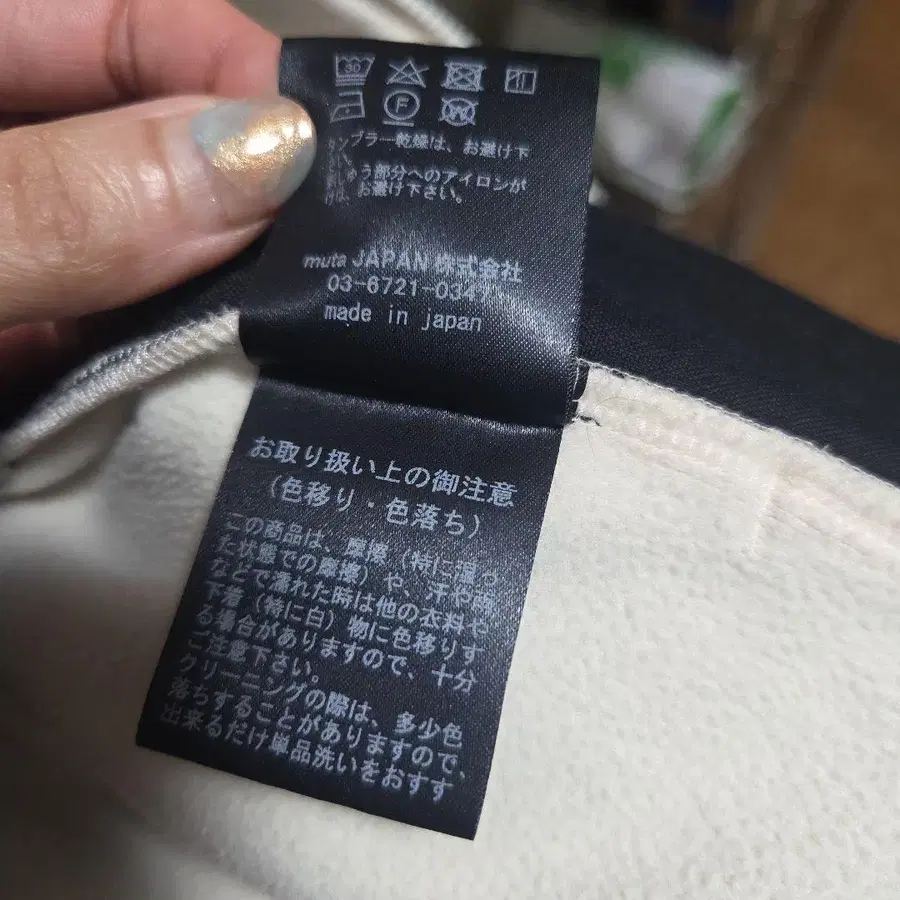 30
F W
ンブラー乾燥は、お避け下
う部分へのアイロンが
お避け下さい。
muta JAPAN 株式会社
03-6721-034
made in japan
お取り扱い上の御注意
（色移り・色落ち）
この商品は、摩擦（特に湿っ
た状態での摩擦）や、汗や雨
などで濡れた時は他の衣料や
下着（特に白）物に色移りす
る場合がありますので、十分
ご注意下さい。
クリーニングの際は、多少色
落ちすることがありますので、
出来るだけ単品洗いをおすす